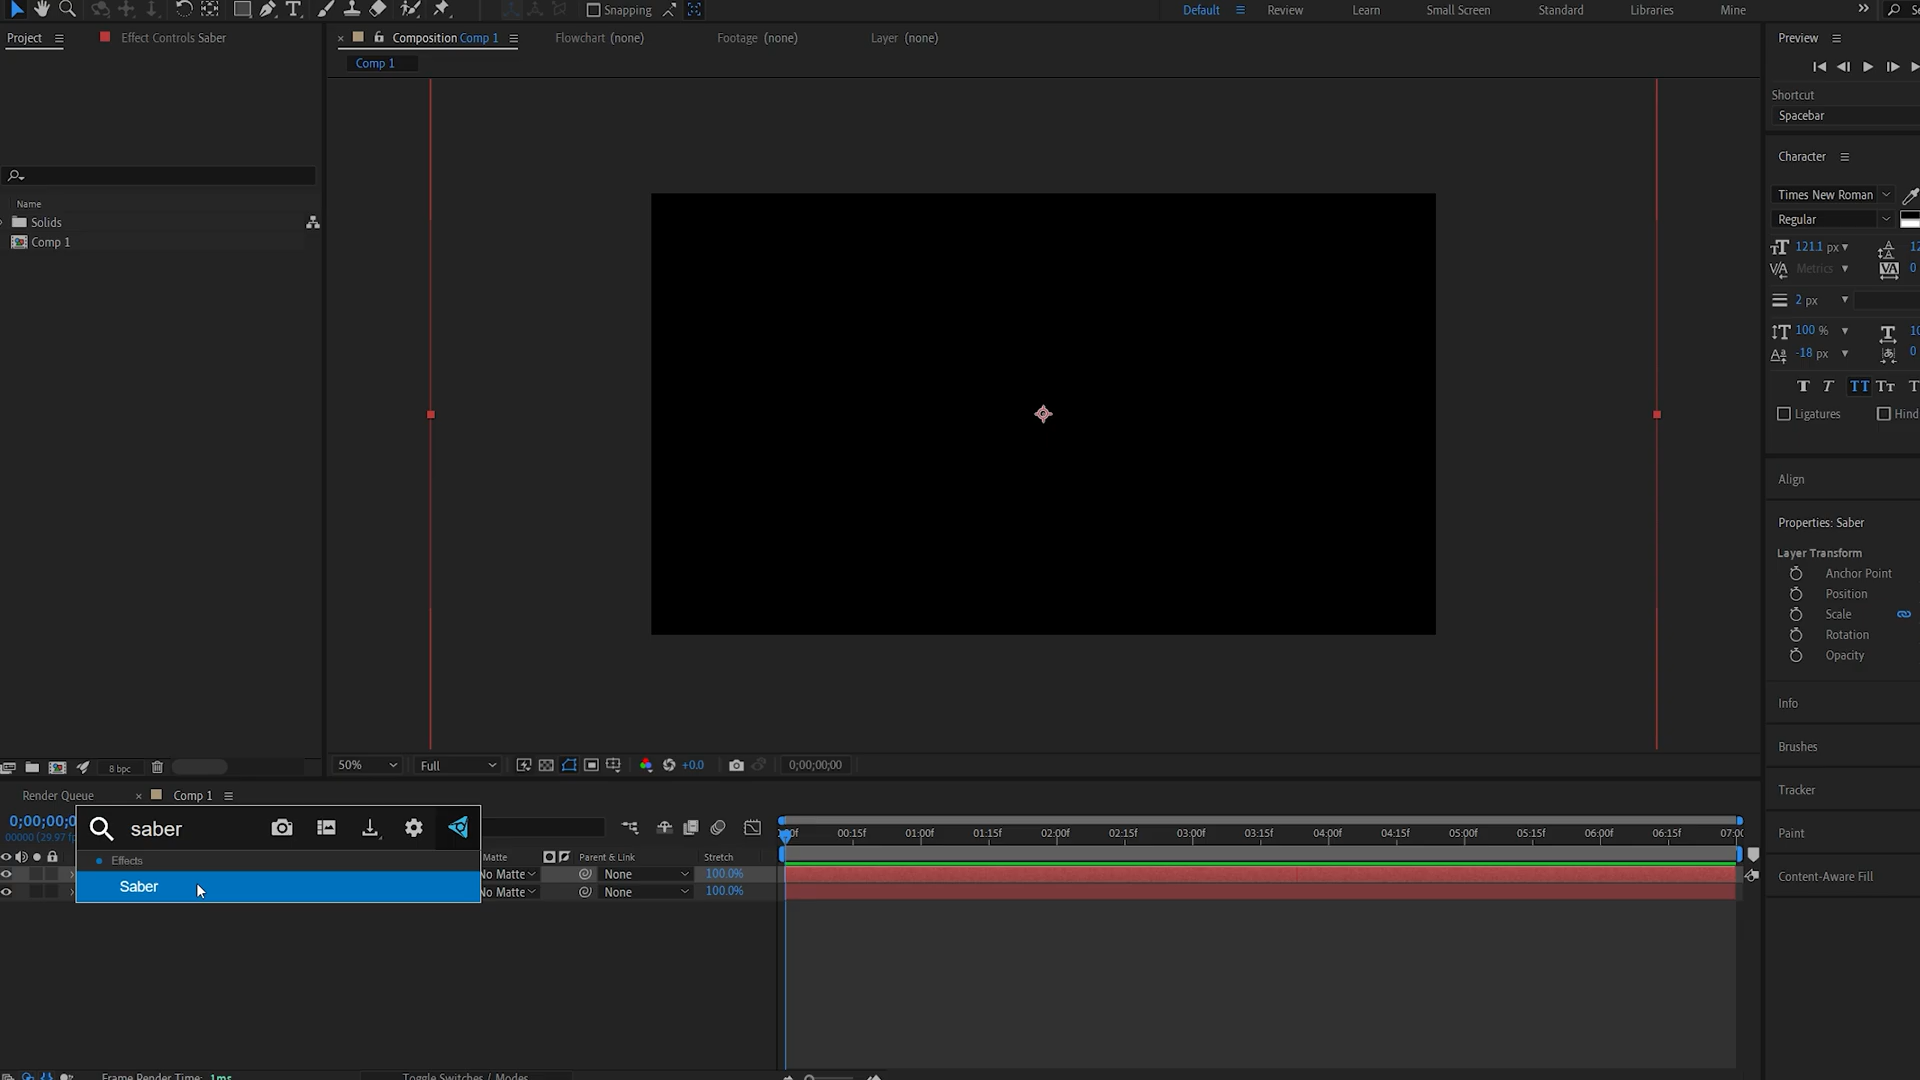 Snapping
Default
Review
Learn
Small Screen
Standard
Libraries
Mine
Project
Effect Controls Saber
Composition Comp 1
Flowchart (none)
Footage (none)
Layer (none)
Preview
Comp 1
Shortcut
Spacebar
Character
Times New Roman
Regular
Name
Solids
Comp 1
121.1 px
Metrics
0
2 px
100 %
-18 px
0
Ligatures
Align
Properties: Saber
Layer Transform
Anchor Point
Position
Scale
Rotation
Opacity
Info
Brushes
Tracker
Paint
Content-Aware Fill
8 bpc
50%
Full
+0.0
0;00;00;00
Render Queue
Comp 1
saber
Effects
Saber
Matte
Parent & Link
Stretch
No Matte
None
100.0%
No Matte
None
100.0%
00:15f
01:00f
01:15f
02:00f
02:15f
03:00f
03:15f
04:00f
04:15f
05:00f
05:15f
06:00f
06:15f
Frame Render Time: 1ms
Toggle Switches / Modes